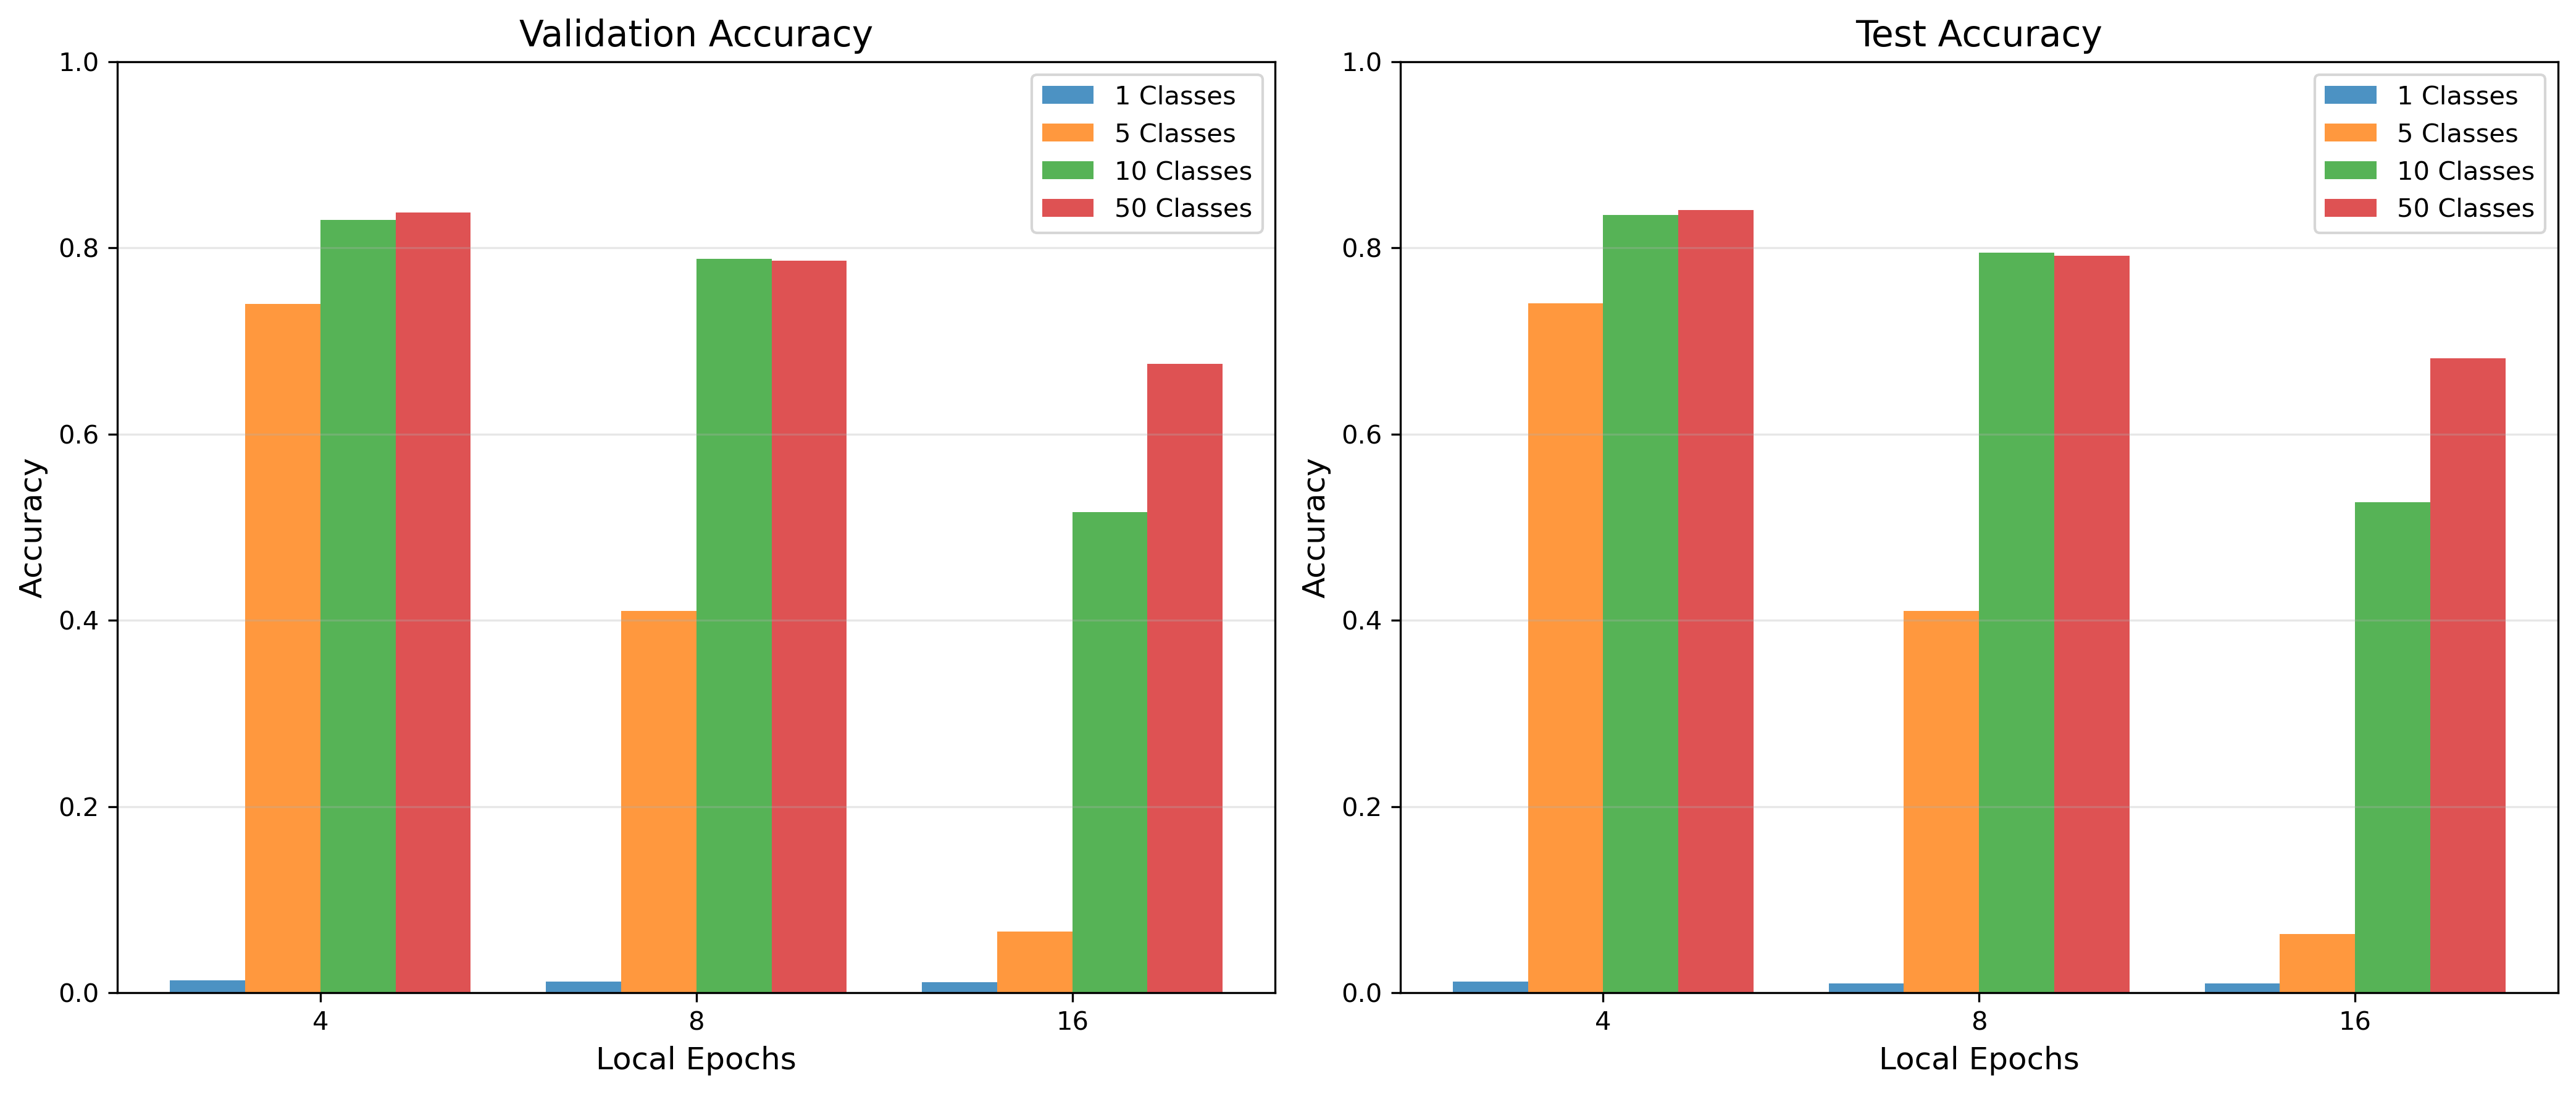 Validation Accuracy
1.0
0.8
0.6
0.4
0.2
0.0
Accuracy
1 Classes
5 Classes
10 Classes
50 Classes
4
8
16
Local Epochs
Test Accuracy
1.0
0.8
0.6
0.4
0.2
0.0
Accuracy
1 Classes
5 Classes
10 Classes
50 Classes
4
8
16
Local Epochs